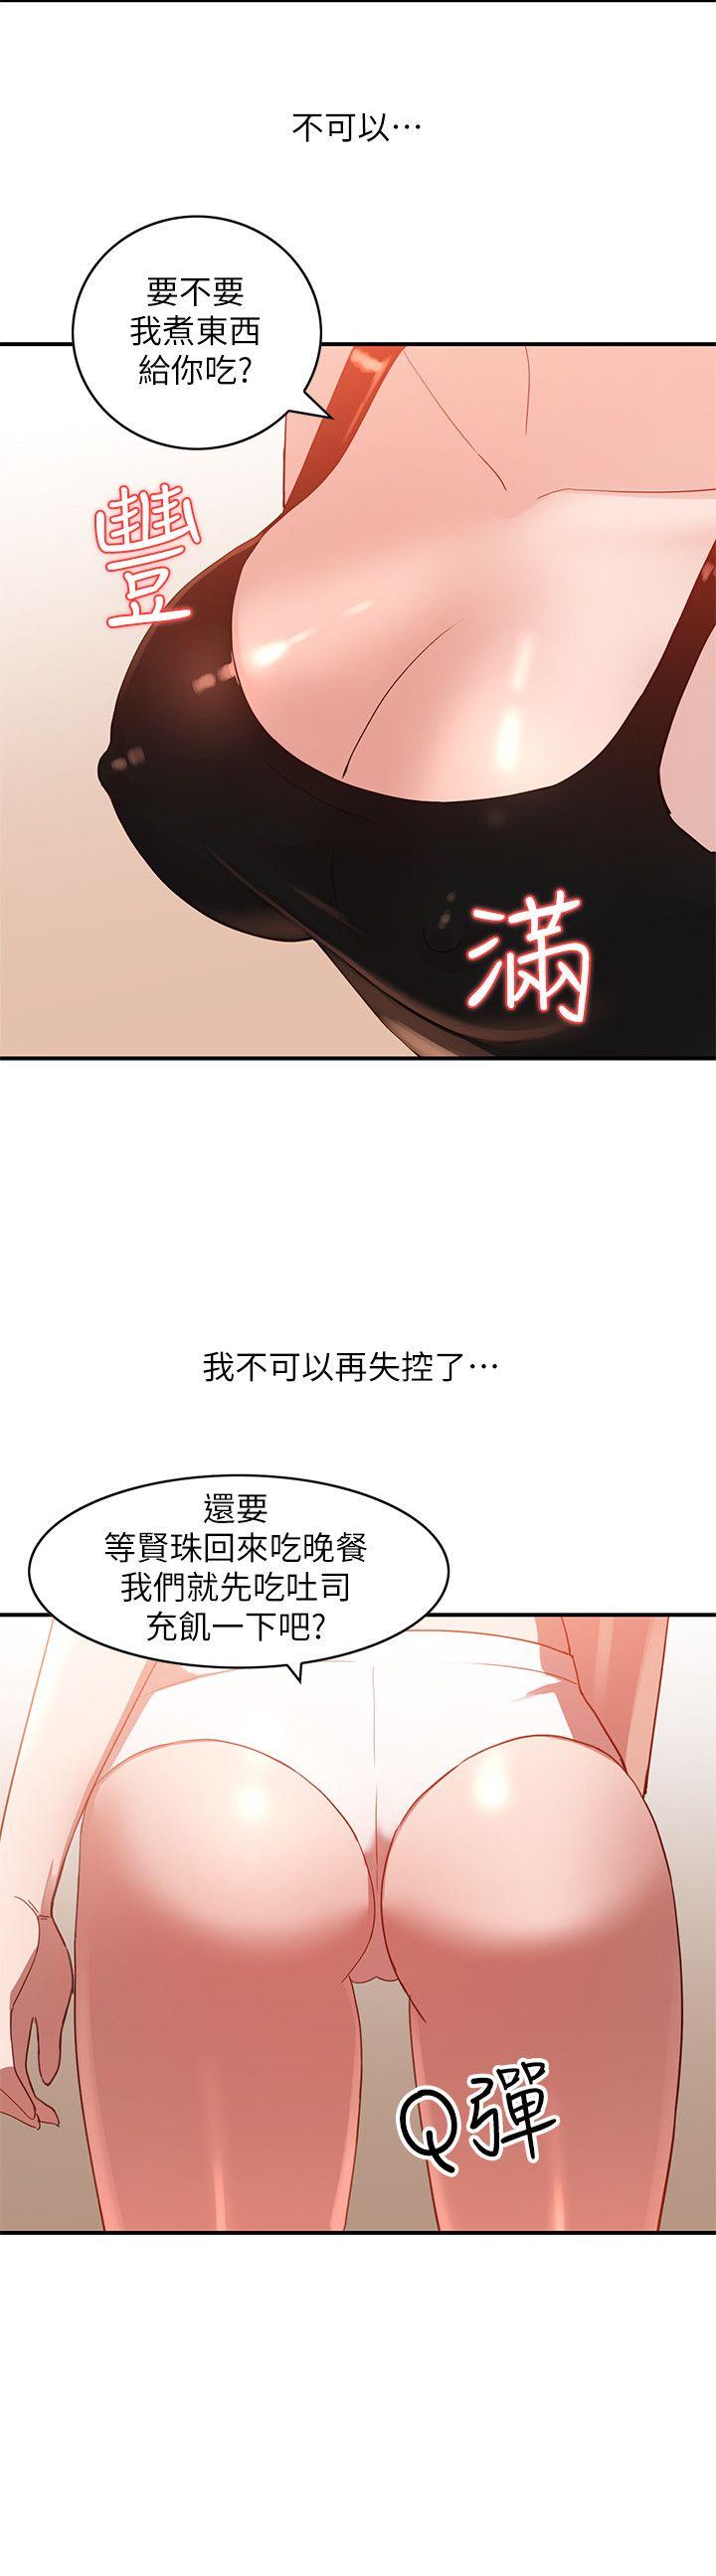 不可以…
要不要
我煮東西
給你吃?
豐
滿
我不可以再失控了…
還要
等賢珠回來吃晚餐
我們就先吃吐司
充飢一下吧?
Q彈